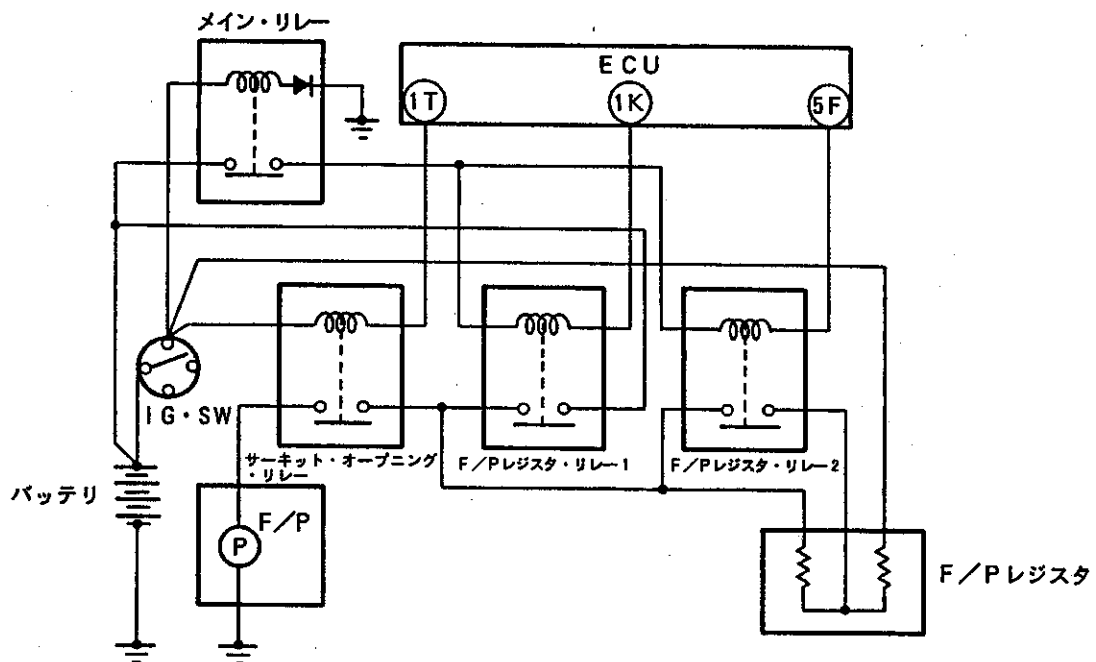 メイン・リレー
ECU
1T
1K
5F
IG・SW
サーキット・オープニング
・リレー
F/Pレジスタ・リレー1
F/Pレジスタ・リレー2
バッテリ
F/P
P
F/Pレジスタ